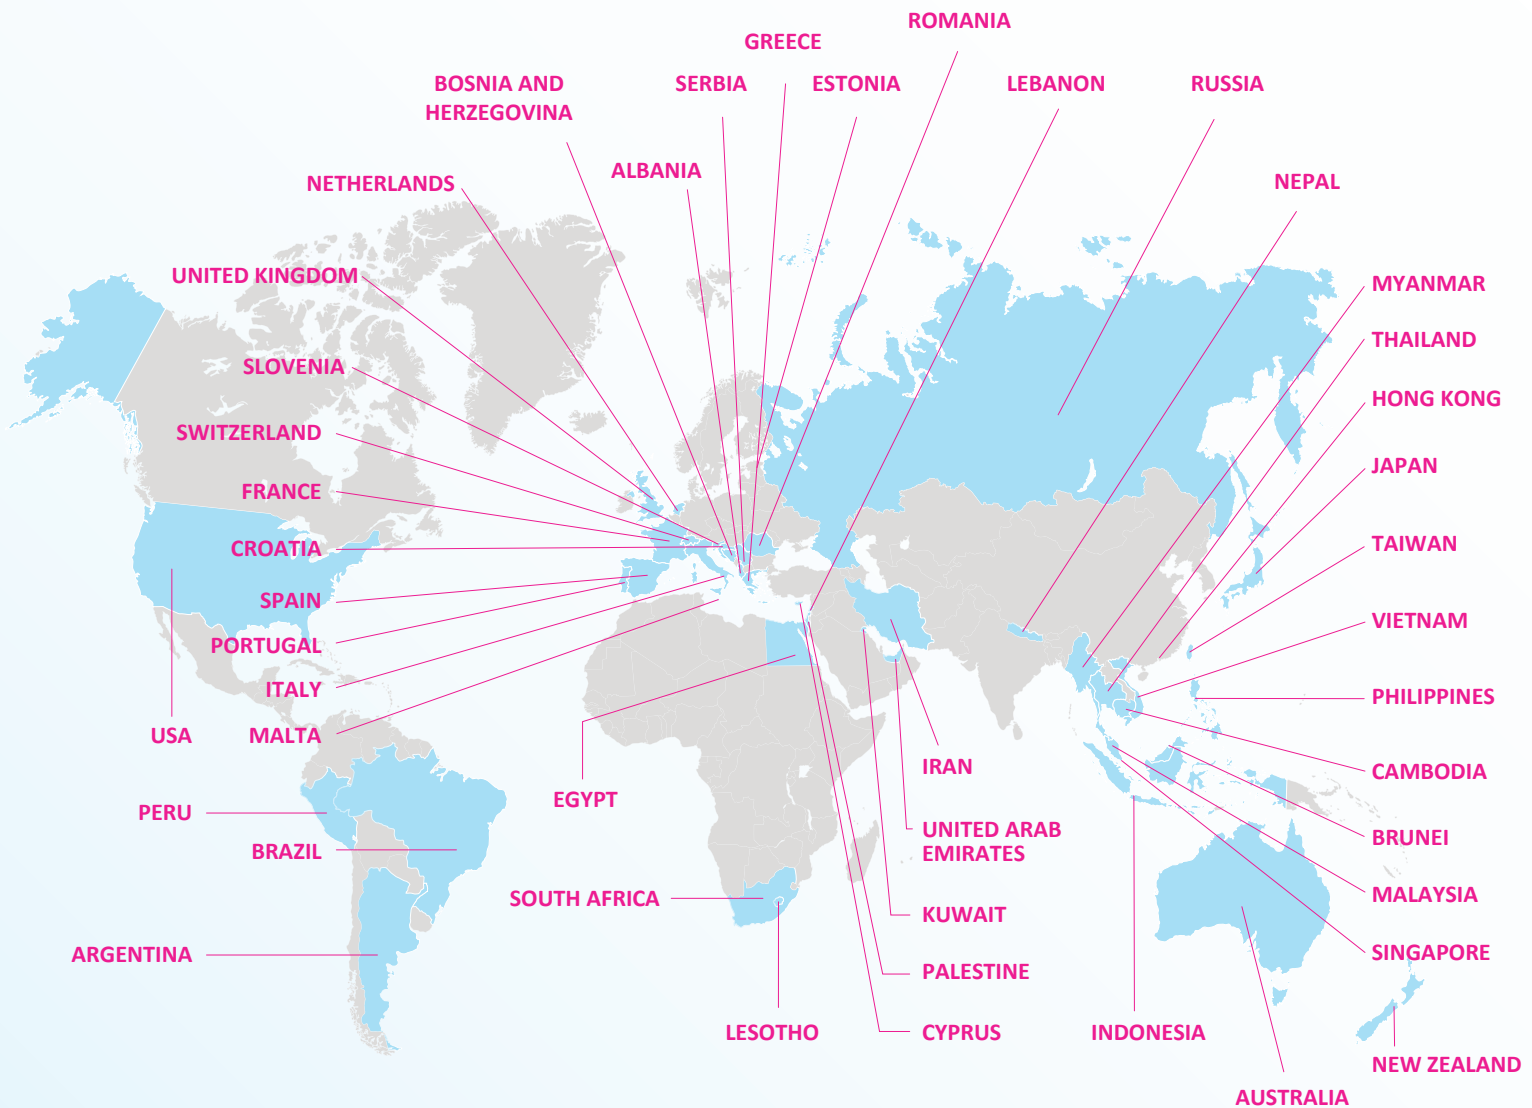 ROMANIA
GREECE
BOSNIA AND
HERZEGOVINA
SERBIA
ESTONIA
LEBANON
RUSSIA
ALBANIA
NETHERLANDS
NEPAL
UNITED KINGDOM
MYANMAR
THAILAND
SLOVENIA
HONG KONG
SWITZERLAND
JAPAN
FRANCE
CROATIA
TAIWAN
SPAIN
VIETNAM
PORTUGAL
ITALY
PHILIPPINES
USA
MALTA
IRAN
CAMBODIA
EGYPT
PERU
UNITED ARAB
EMIRATES
BRUNEI
BRAZIL
SOUTH AFRICA
MALAYSIA
KUWAIT
ARGENTINA
SINGAPORE
PALESTINE
LESOTHO
CYPRUS
INDONESIA
NEW ZEALAND
AUSTRALIA